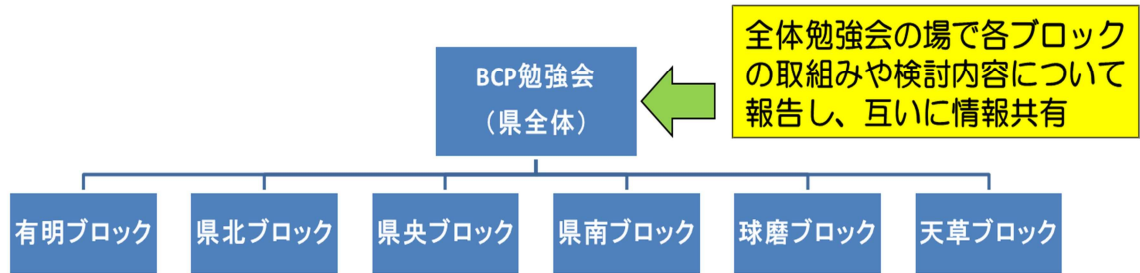 全体勉強会の場で各ブロック
の取組みや検討内容について
報告し、互いに情報共有
BCP勉強会
（県全体）
有明ブロック
県北ブロック
県央ブロック
県南ブロック
球磨ブロック
天草ブロック